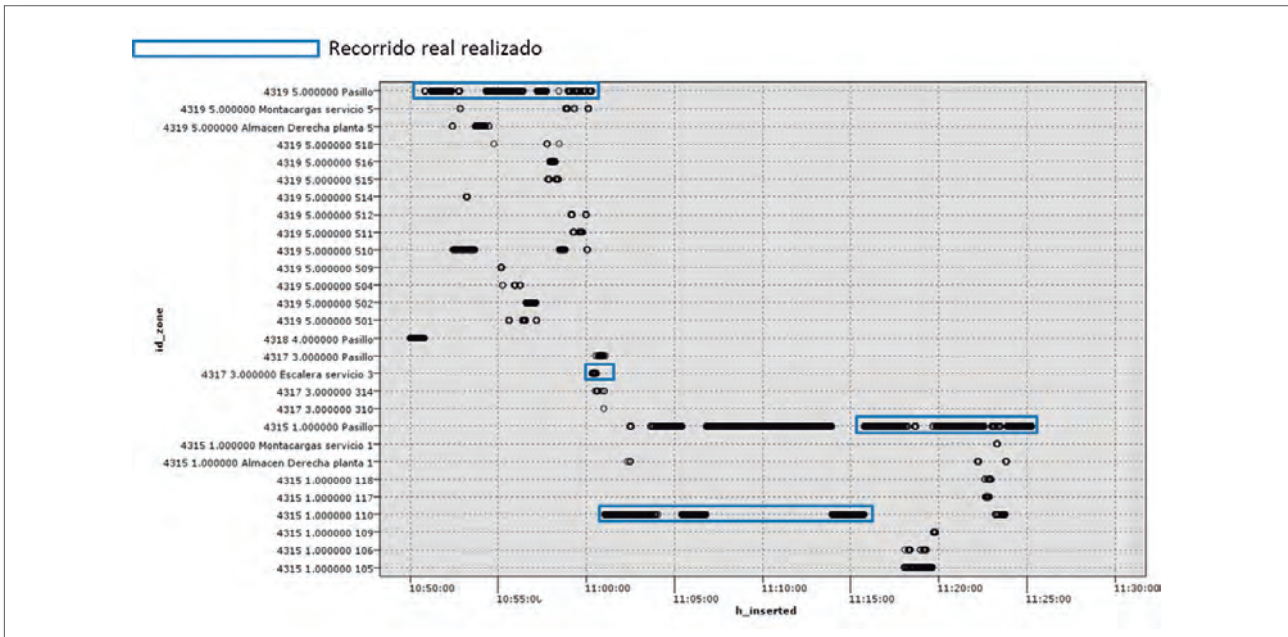 Recorrido real realizado
4319 5.000000 Pasillo
4319 5.000000 Montacargas servicio 5
4319 5.000000 Almacen Derecha planta 5
4319 5.000000 518
4319 5.000000 516
4319 5.000000 515
4319 5.000000 514
4319 5.000000 512
4319 5.000000 511
4319 5.000000 510
4319 5.000000 509
4319 5.000000 504
4319 5.000000 502
4319 5.000000 501
4318 4.000000 Pasillo
4317 3.000000 Pasillo
4317 3.000000 Escalera servicio 3
4317 3.000000 314
4317 3.000000 310
4315 1.000000 Pasillo
4315 1.000000 Montacargas servicio 1
4315 1.000000 Almacen Derecha planta 1
4315 1.000000 118
4315 1.000000 117
4315 1.000000 110
4315 1.000000 109
4315 1.000000 106
4315 1.000000 105
id_zone
10:50:00 10:55:00 11:00:00 11:05:00 11:10:00 11:15:00 11:20:00 11:25:00 11:30:00
h_inserted